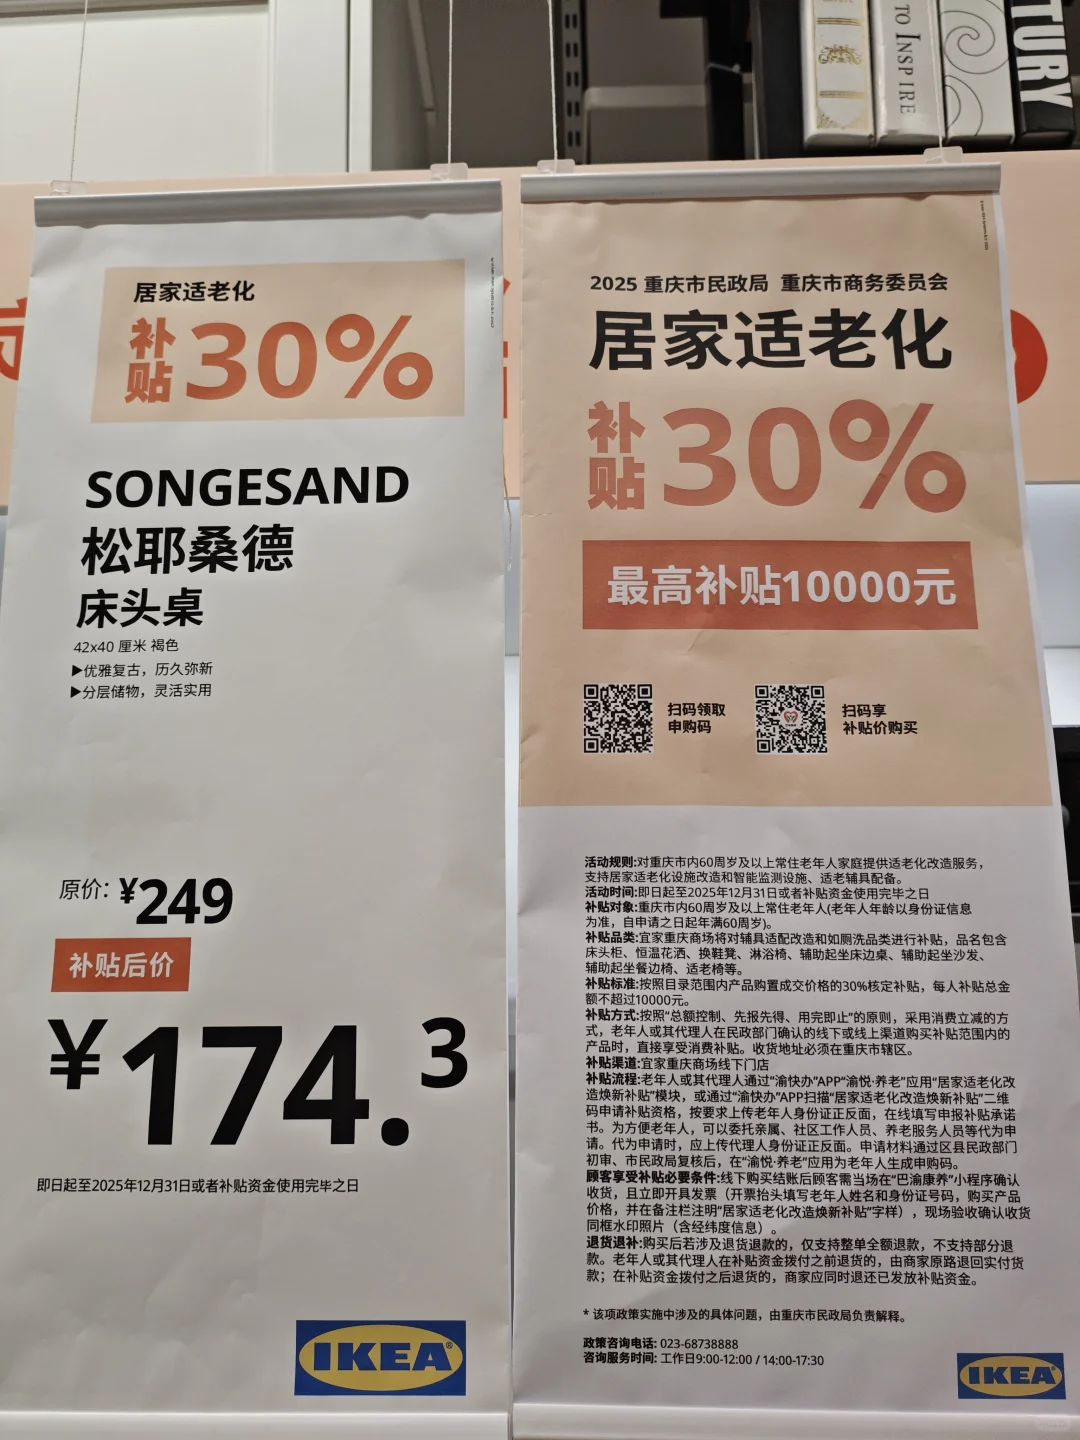 TO INSPIRE
TURY
居家适老化
补贴30%
SONGESAND
松耶桑德
床头桌
42x40 厘米 褐色
▶优雅复古，历久弥新
▶分层储物，灵活实用
原价：¥249
补贴后价
¥174.3
即日起至2025年12月31日或者补贴资金使用完毕之日
IKEA
2025 重庆市民政局 重庆市商务委员会
居家适老化
补贴30%
最高补贴10000元
扫码领取
申购码
扫码享
补贴价购买
活动规则:对重庆市内60周岁及以上常住老年人家庭提供适老化改造服务，
支持居家适老化设施改造和智能监测设施、适老辅具配备。
活动时间:即日起至2025年12月31日或者补贴资金使用完毕之日
补贴对象:重庆市内60周岁及以上常住老年人(老年人年龄以身份证信息
为准，自申请之日起年满60周岁)。
补贴品类:宜家重庆商场将对辅具适配改造和如厕洗品类进行补贴，品名包含
床头柜、恒温花洒、换鞋凳、淋浴椅、辅助起坐床边桌、辅助起坐沙发、
辅助起坐餐边椅、适老椅等。
补贴标准:按照目录范围内产品购置成交价格的30%核定补贴，每人补贴总金
额不超过10000元。
补贴方式:按照“总额控制、先报先得、用完即止”的原则，采用消费立减的方
式，老年人或其代理人在民政部门确认的线下或线上渠道购买补贴范围内的
产品时，直接享受消费补贴。收货地址必须在重庆市辖区。
补贴渠道:宜家重庆商场线下门店
补贴流程:老年人或其代理人通过“渝快办”APP“渝悦·养老”应用“居家适老化改
造焕新补贴”模块，或通过“渝快办”APP扫描“居家适老化改造焕新补贴”二维
码申请补贴资格，按要求上传老年人身份证正反面，在线填写申报补贴承诺
书。为方便老年人，可以委托亲属、社区工作人员、养老服务人员等代为申
请。代为申请时，应上传代理人身份证正反面。申请材料通过区县民政部门
初审、市民政局复核后，在“渝悦·养老”应用为老年人生成申购码。
顾客享受补贴必要条件:线下购买结账后顾客需当场在“巴渝康养”小程序确认
收货，且立即开具发票（开票抬头填写老年人姓名和身份证号码，购买产品
价格，并在备注栏注明“居家适老化改造焕新补贴”字样），现场验收确认收货
同框水印照片（含经纬度信息）。
退货退补:购买后若涉及退货退款的，仅支持整单全额退款，不支持部分退
款。老年人或其代理人在补贴资金拨付之前退货的，由商家原路退回实付货
款；在补贴资金拨付之后退货的，商家应同时退还已发放补贴资金。
* 该项政策实施中涉及的具体问题，由重庆市民政局负责解释。
政策咨询电话: 023-68738888
咨询服务时间: 工作日9:00-12:00 / 14:00-17:30
IKEA